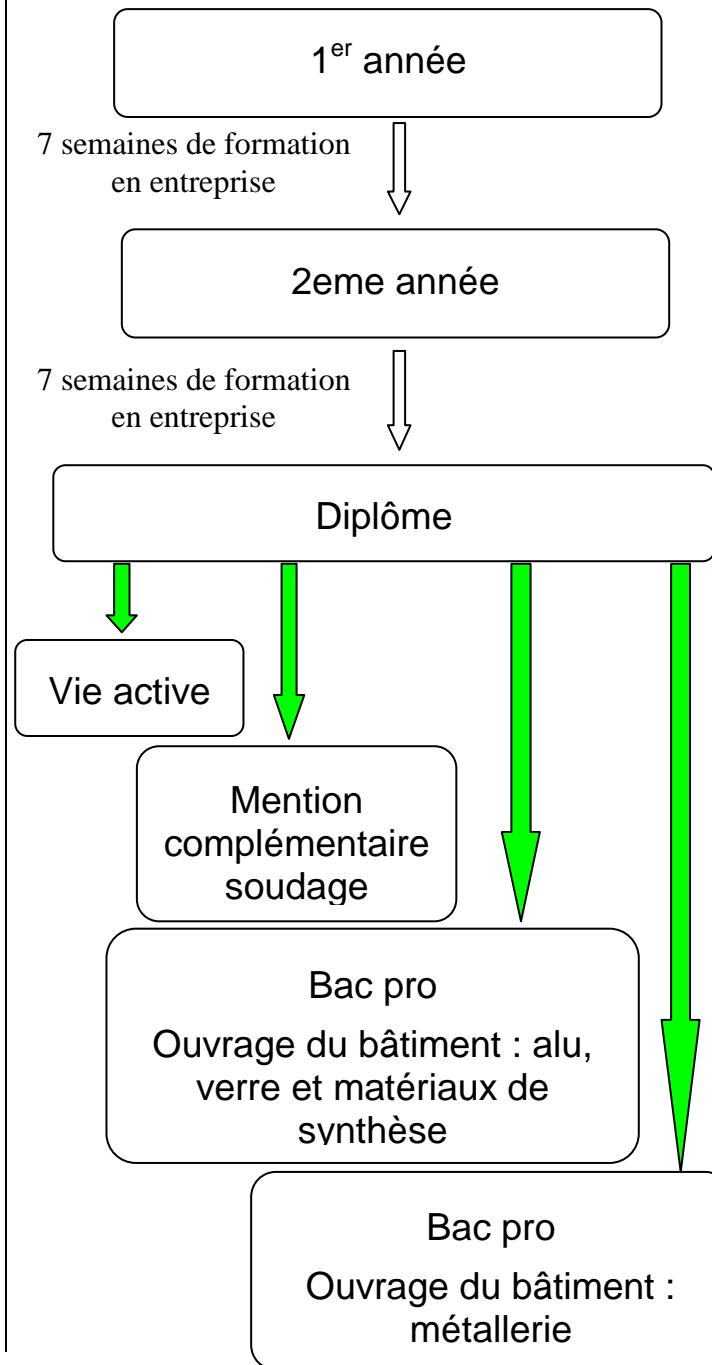 1er année
7 semaines de formation
en entreprise
2eme année
7 semaines de formation
en entreprise
Diplôme
Vie active
Mention
complémentaire
soudage
Bac pro
Ouvrage du bâtiment : alu,
verre et matériaux de
synthèse
Bac pro
Ouvrage du bâtiment :
métallerie